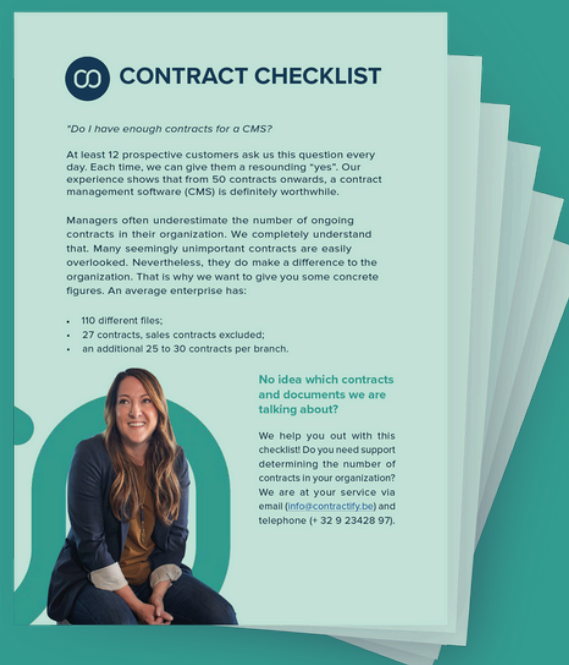 CONTRACT CHECKLIST
"Do I have enough contracts for a CMS?
At least 12 prospective customers ask us this question every
day. Each time, we can give them a resounding “yes”. Our
experience shows that from 50 contracts onwards, a contract
management software (CMS) is definitely worthwhile.
Managers often underestimate the number of ongoing
contracts in their organization. We completely understand
that. Many seemingly unimportant contracts are easily
overlooked. Nevertheless, they do make a difference to the
organization. That is why we want to give you some concrete
figures. An average enterprise has:
• 110 different files;
• 27 contracts, sales contracts excluded;
• an additional 25 to 30 contracts per branch.
No idea which contracts
and documents we are
talking about?
We help you out with this
checklist! Do you need support
determining the number of
contracts in your organization?
We are at your service via
email (info@contractify.be) and
telephone (+ 32 9 23428 97).